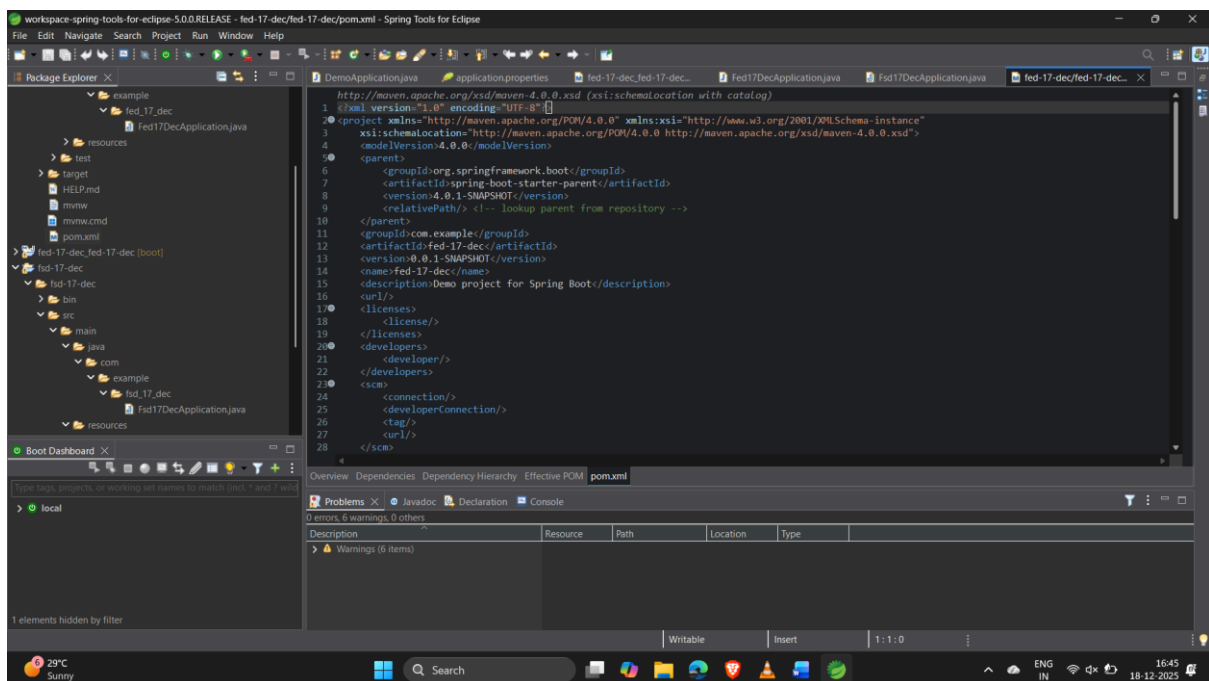 workspace-spring-tools-for-eclipse-5.0.0.RELEASE - fed-17-dec/fed-17-dec/pom.xml - Spring Tools for Eclipse
File Edit Navigate Search Project Run Window Help
Package Explorer
example
fed_17_dec
Fed17DecApplication.java
resources
test
target
HELP.md
mvnw
mvnw.cmd
pom.xml
fed-17-dec_fed-17-dec [boot]
fsd-17-dec
fsd-17-dec
bin
src
main
java
com
example
fsd_17_dec
Fsd17DecApplication.java
resources
Boot Dashboard
Type tags, projects, or working set names to match (incl. * and ? wild
local
1 elements hidden by filter
DemoApplication.java application.properties fed-17-dec_fed-17-dec... Fed17DecApplication.java Fsd17DecApplication.java fed-17-dec/fed-17-dec...
http://maven.apache.org/xsd/maven-4.0.0.xsd (xsi:schemaLocation with catalog)
1 <?xml version="1.0" encoding="UTF-8"?>
2 <project xmlns="http://maven.apache.org/POM/4.0.0" xmlns:xsi="http://www.w3.org/2001/XMLSchema-instance"
3 xsi:schemaLocation="http://maven.apache.org/POM/4.0.0 http://maven.apache.org/xsd/maven-4.0.0.xsd">
4 <modelVersion>4.0.0</modelVersion>
5 <parent>
6 <groupId>org.springframework.boot</groupId>
7 <artifactId>spring-boot-starter-parent</artifactId>
8 <version>4.0.1-SNAPSHOT</version>
9 <relativePath/> <!-- lookup parent from repository -->
10 </parent>
11 <groupId>com.example</groupId>
12 <artifactId>fed-17-dec</artifactId>
13 <version>0.0.1-SNAPSHOT</version>
14 <name>fed-17-dec</name>
15 <description>Demo project for Spring Boot</description>
16 <url/>
17 <licenses>
18 <license/>
19 </licenses>
20 <developers>
21 <developer/>
22 </developers>
23 <scm>
24 <connection/>
25 <developerConnection/>
26 <tag/>
27 <url/>
28 </scm>
Overview Dependencies Dependency Hierarchy Effective POM pom.xml
Problems Javadoc Declaration Console
0 errors, 6 warnings, 0 others
Description Resource Path Location Type
Warnings (6 items)
Writable Insert 1 : 1 : 0
6 29°C
Sunny
Search
ENG
IN
16:45
18-12-2025